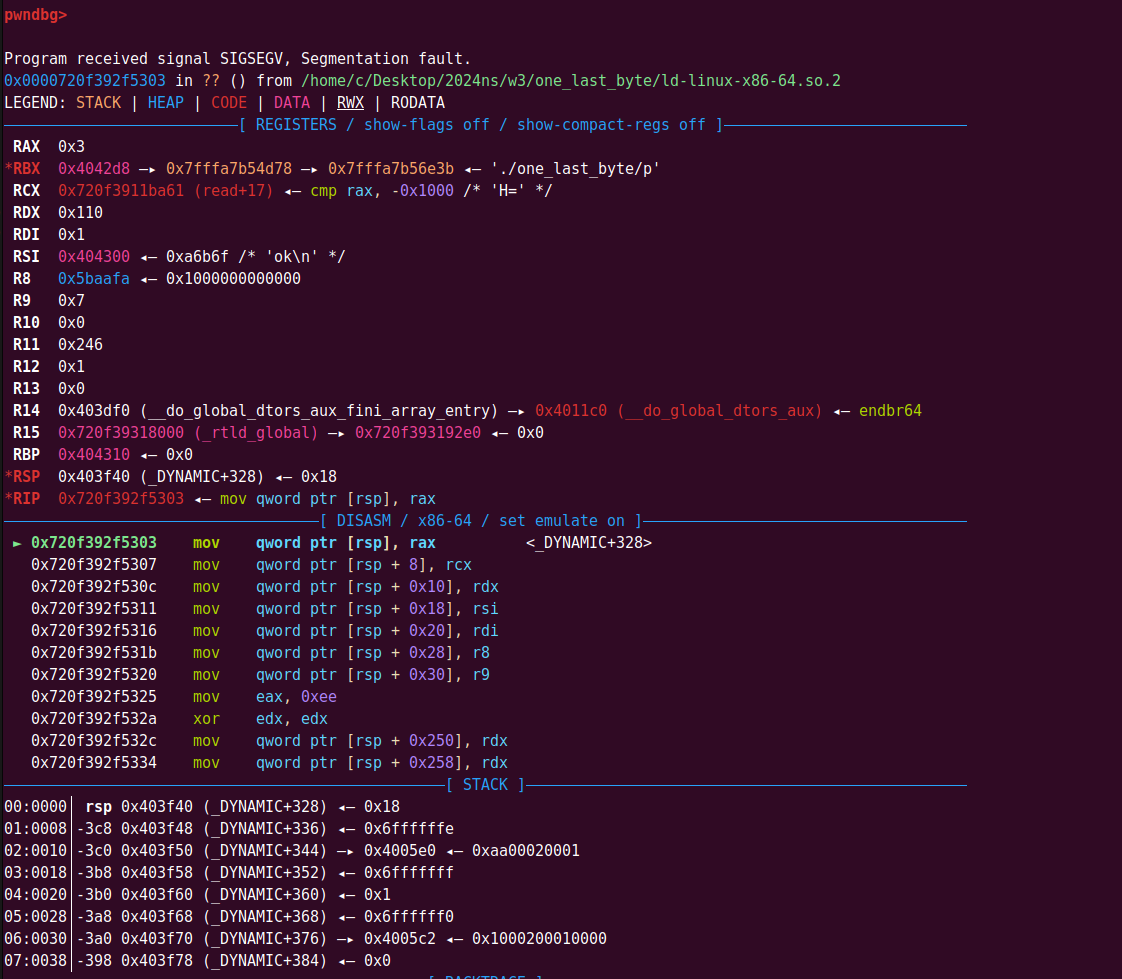 pwndbg>
Program received signal SIGSEGV, Segmentation fault.
0x0000720f392f5303 in ?? () from /home/c/Desktop/2024ns/w3/one_last_byte/ld-linux-x86-64.so.2
LEGEND: STACK | HEAP | CODE | DATA | RWX | RODATA
[ REGISTERS / show-flags off / show-compact-regs off ]
RAX 0x3
*RBX 0x4042d8 —▸ 0x7fffa7b54d78 —▸ 0x7fffa7b56e3b ◂— './one_last_byte/p'
RCX 0x720f3911ba61 (read+17) ◂— cmp rax, -0x1000 /* 'H=' */
RDX 0x110
RDI 0x1
RSI 0x404300 ◂— 0xa6b6f /* 'ok\n' */
R8 0x5baafa ◂— 0x1000000000000
R9 0x7
R10 0x0
R11 0x246
R12 0x1
R13 0x0
R14 0x403df0 (__do_global_dtors_aux_fini_array_entry) —▸ 0x4011c0 (__do_global_dtors_aux) ◂— endbr64
R15 0x720f39318000 (_rtld_global) —▸ 0x720f393192e0 ◂— 0x0
RBP 0x404310 ◂— 0x0
*RSP 0x403f40 (_DYNAMIC+328) ◂— 0x18
*RIP 0x720f392f5303 ◂— mov qword ptr [rsp], rax
[ DISASM / x86-64 / set emulate on ]
► 0x720f392f5303 mov qword ptr [rsp], rax <_DYNAMIC+328>
0x720f392f5307 mov qword ptr [rsp + 8], rcx
0x720f392f530c mov qword ptr [rsp + 0x10], rdx
0x720f392f5311 mov qword ptr [rsp + 0x18], rsi
0x720f392f5316 mov qword ptr [rsp + 0x20], rdi
0x720f392f531b mov qword ptr [rsp + 0x28], r8
0x720f392f5320 mov qword ptr [rsp + 0x30], r9
0x720f392f5325 mov eax, 0xee
0x720f392f532a xor edx, edx
0x720f392f532c mov qword ptr [rsp + 0x250], rdx
0x720f392f5334 mov qword ptr [rsp + 0x258], rdx
[ STACK ]
00:0000│ rsp 0x403f40 (_DYNAMIC+328) ◂— 0x18
01:0008│-3c8 0x403f48 (_DYNAMIC+336) ◂— 0x6ffffffe
02:0010│-3c0 0x403f50 (_DYNAMIC+344) —▸ 0x4005e0 ◂— 0xaa00020001
03:0018│-3b8 0x403f58 (_DYNAMIC+352) ◂— 0x6fffffff
04:0020│-3b0 0x403f60 (_DYNAMIC+360) ◂— 0x1
05:0028│-3a8 0x403f68 (_DYNAMIC+368) ◂— 0x6ffffff0
06:0030│-3a0 0x403f70 (_DYNAMIC+376) —▸ 0x4005c2 ◂— 0x1000200010000
07:0038│-398 0x403f78 (_DYNAMIC+384) ◂— 0x0